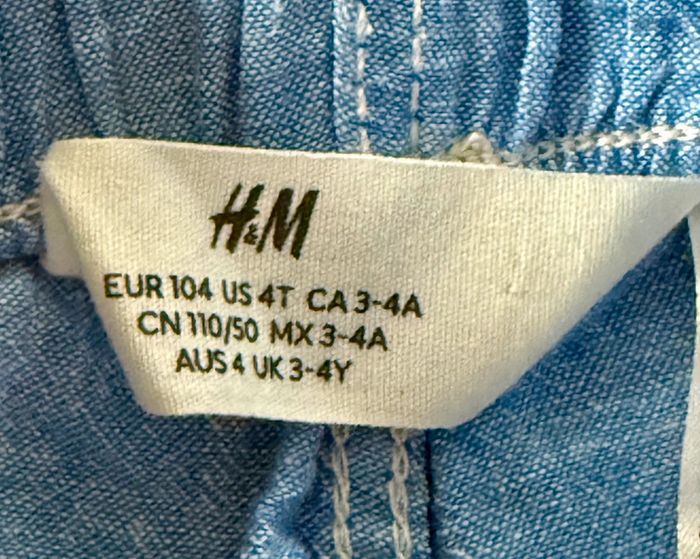 H&M
EUR 104 US 4T CA 3-4A
CN 110/50 MX 3-4A
AUS 4 UK 3-4Y